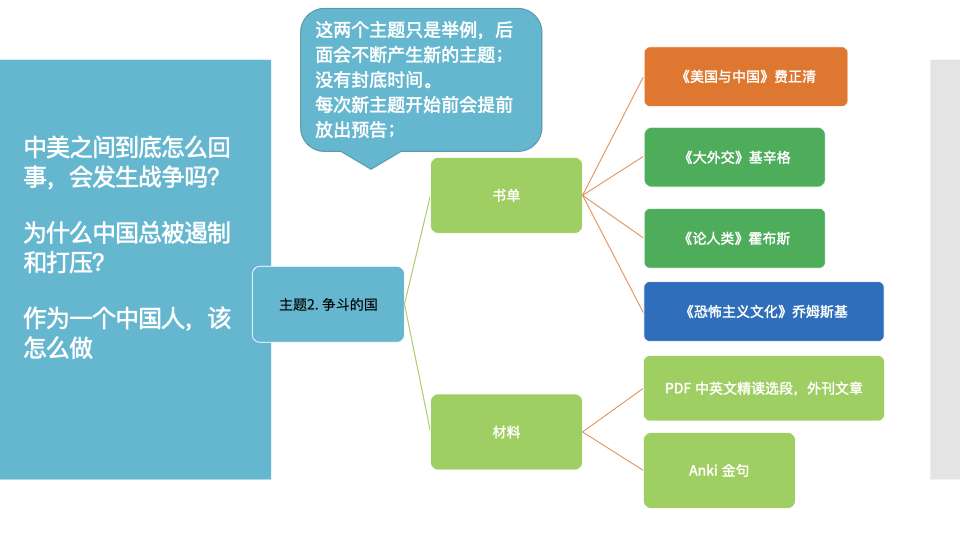 这两个主题只是举例，后
面会不断产生新的主题；
没有封底时间。
每次新主题开始前会提前
放出预告；
中美之间到底怎么回
事，会发生战争吗？
为什么中国总被遏制
和打压？
作为一个中国人，该
怎么做
主题2. 争斗的国
书单
《美国与中国》费正清
《大外交》基辛格
《论人类》霍布斯
《恐怖主义文化》乔姆斯基
材料
PDF 中英文精读选段，外刊文章
Anki 金句